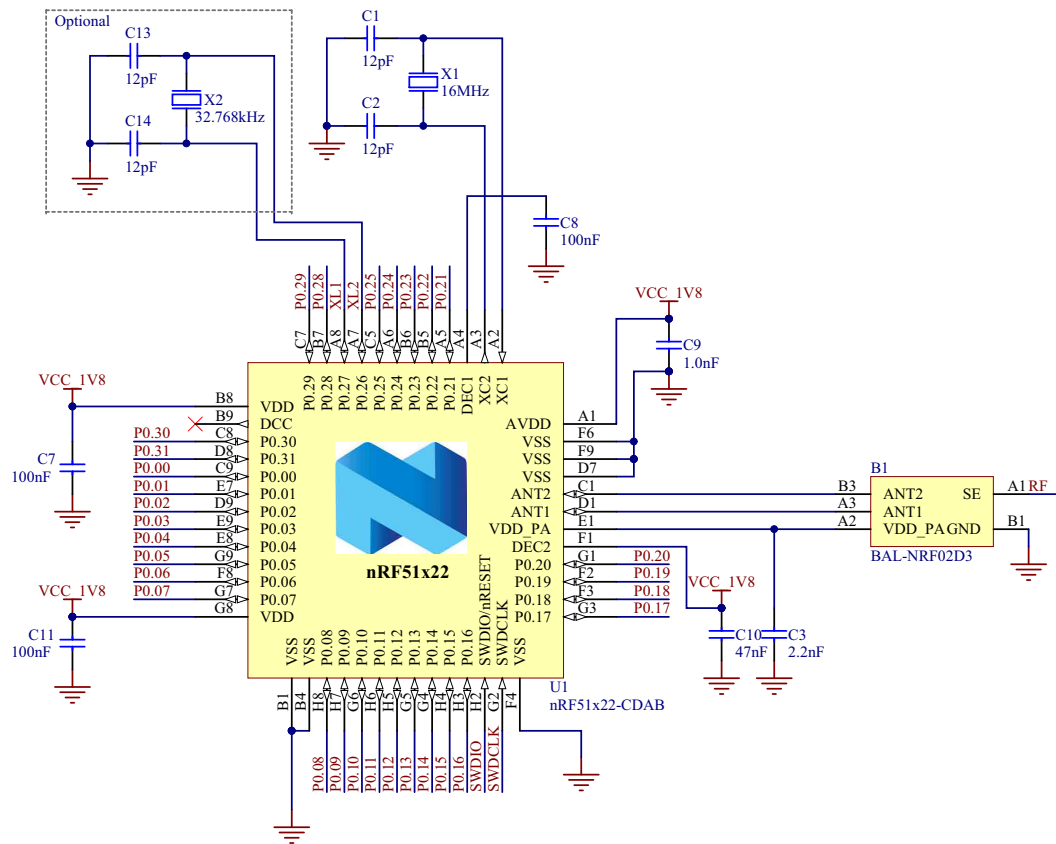 Optional
C13
12pF
X2
32.768kHz
C14
12pF
C1
12pF
X1
16MHz
C2
12pF
C8
100nF
P0.29
P0.28
XL1
XL2
P0.25
P0.24
P0.23
P0.22
P0.21
C7
B7
A8
A7
C5
A6
B6
B5
A5
A4
A3
A2
P0.29
P0.28
P0.27
P0.26
P0.25
P0.24
P0.23
P0.22
P0.21
DEC1
XC2
XC1
VCC_1V8
C9
1.0nF
VCC_1V8
C7
100nF
B8 VDD
B9 DCC
P0.30 C8 P0.30
P0.31 D8 P0.31
P0.00 C9 P0.00
P0.01 E7 P0.01
P0.02 D9 P0.02
P0.03 E9 P0.03
P0.04 E8 P0.04
P0.05 G9 P0.05
P0.06 F8 P0.06
P0.07 G7 P0.07
G8 VDD
VCC_1V8
C11
100nF
nRF51x22
AVDD A1
VSS F6
VSS F9
VSS D7
ANT2 C1
ANT1 D1
VDD_PA E1
DEC2 F1
P0.20 G1 P0.20
P0.19 F2 P0.19
P0.18 F3 P0.18
P0.17 G3 P0.17
B1
B3 ANT2 SE A1 RF
A3 ANT1
A2 VDD_PA GND B1
BAL-NRF02D3
VCC_1V8
C10
47nF
C3
2.2nF
VSS
VSS
P0.08
P0.09
P0.10
P0.11
P0.12
P0.13
P0.14
P0.15
P0.16
SWDIO/nRESET
SWDCLK
VSS
U1
nRF51x22-CDAB
B1
B4
H8
H7
G6
H6
H5
G5
G4
H4
H3
H2
G2
F4
P0.08
P0.09
P0.10
P0.11
P0.12
P0.13
P0.14
P0.15
P0.16
SWDIO
SWDCLK